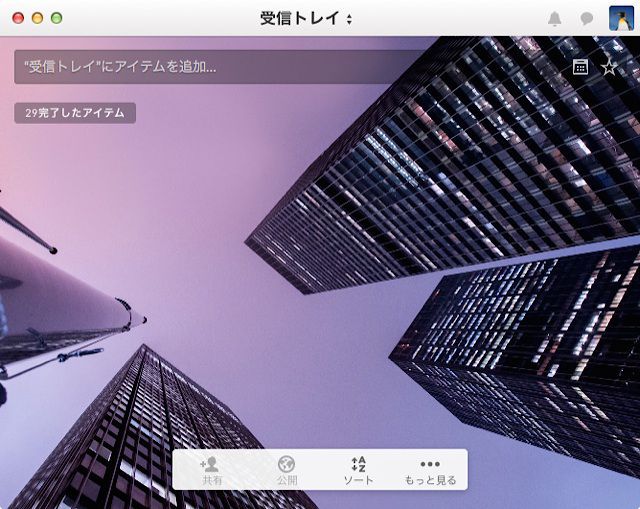 受信トレイ
"受信トレイ"にアイテムを追加...
29完了したアイテム
共有
公開
A
Z
ソート
もっと見る